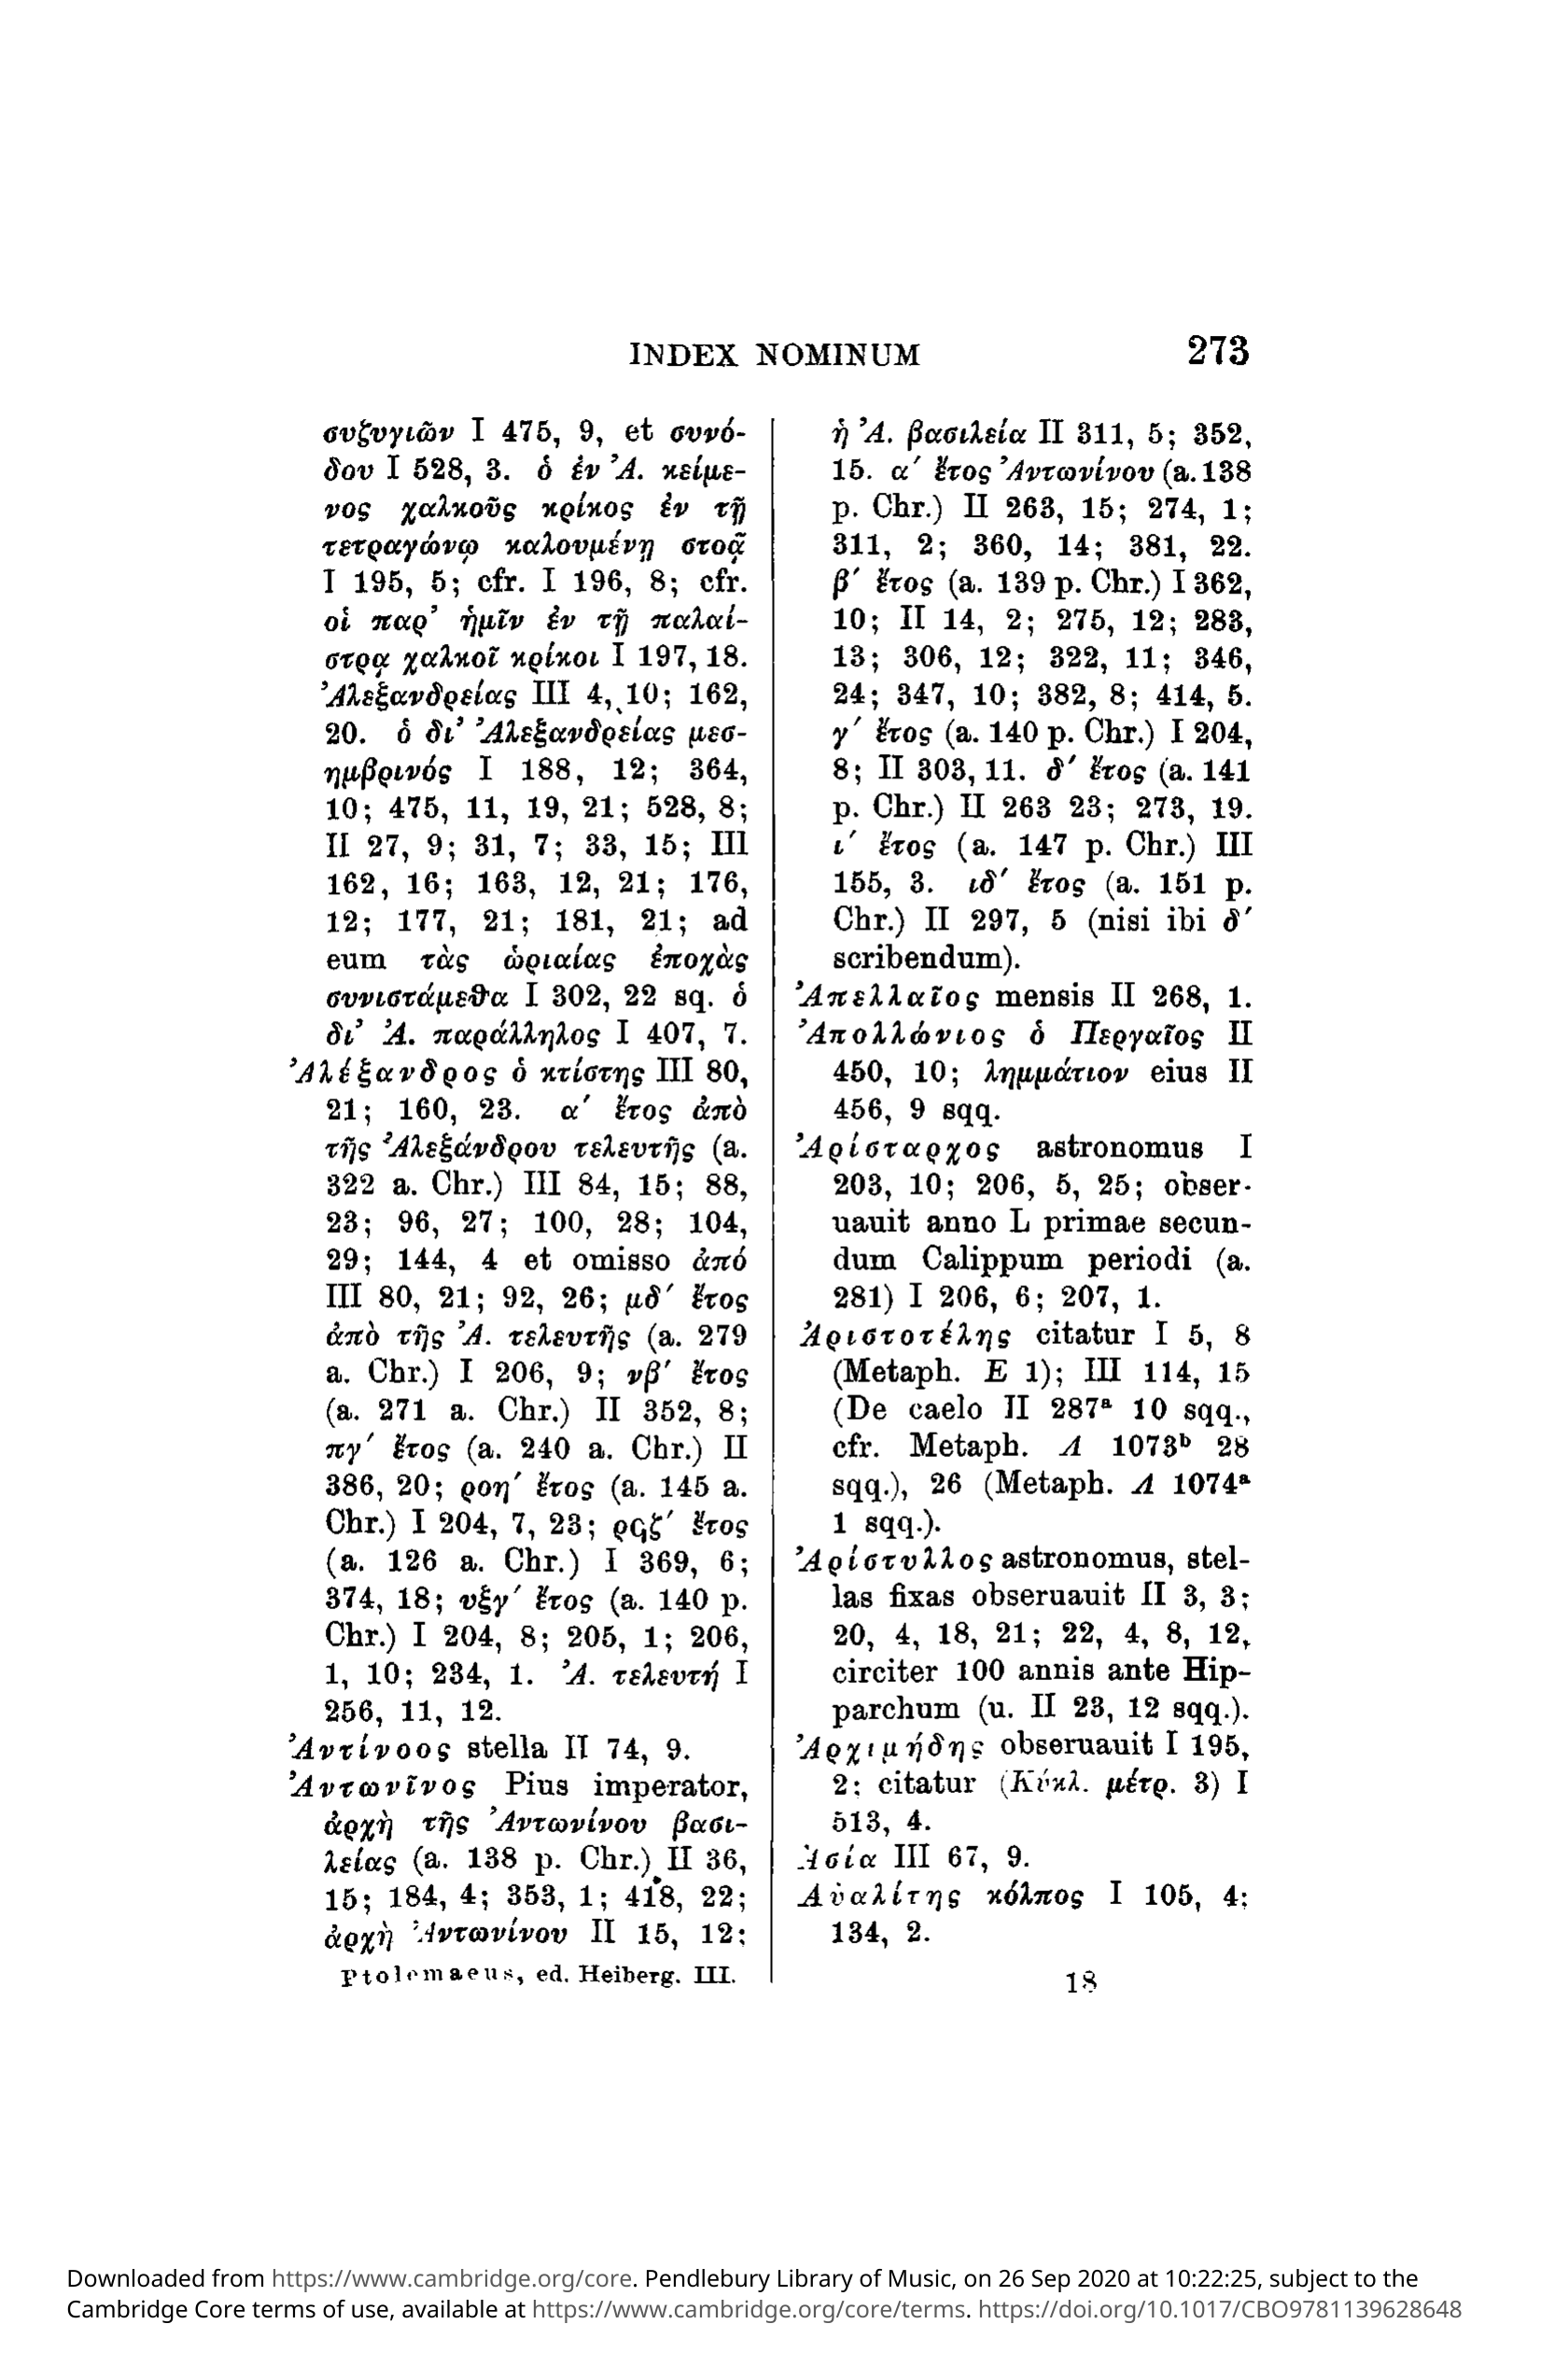 INDEX NOMINUM 273
συζυγιῶν I 475, 9, et συνό-
δου I 528, 3. ὁ ἐν Ἀ. κείμε-
νος χαλκοῦς κρίκος ἐν τῇ
τετραγώνῳ καλουμένῃ στοᾷ
I 195, 5; cfr. I 196, 8; cfr.
οἱ παρ’ ἡμῖν ἐν τῇ παλαί-
στρᾳ χαλκοῖ κρίκοι I 197, 18.
Ἀλεξανδρείας III 4, 10; 162,
20. ὁ δι’ Ἀλεξανδρείας μεσ-
ημβρινός I 188, 12; 364,
10; 475, 11, 19, 21; 528, 8;
II 27, 9; 31, 7; 33, 15; III
162, 16; 163, 12, 21; 176,
12; 177, 21; 181, 21; ad
eum τὰς ὡριαίας ἐποχὰς
συνιστάμεθα I 302, 22 sq. ὁ
δι’ Ἀ. παράλληλος I 407, 7.
Ἀλέξανδρος ὁ κτίστης III 80,
21; 160, 23. α′ ἔτος ἀπὸ
τῆς Ἀλεξάνδρου τελευτῆς (a.
322 a. Chr.) III 84, 15; 88,
23; 96, 27; 100, 28; 104,
29; 144, 4 et omisso ἀπό
III 80, 21; 92, 26; μδ′ ἔτος
ἀπὸ τῆς Ἀ. τελευτῆς (a. 279
a. Chr.) I 206, 9; νβ′ ἔτος
(a. 271 a. Chr.) II 352, 8;
πγ′ ἔτος (a. 240 a. Chr.) II
386, 20; ροη′ ἔτος (a. 145 a.
Chr.) I 204, 7, 23; ρϟζ′ ἔτος
(a. 126 a. Chr.) I 369, 6;
374, 18; υξγ′ ἔτος (a. 140 p.
Chr.) I 204, 8; 205, 1; 206,
1, 10; 234, 1. Ἀ. τελευτή I
256, 11, 12.
Ἀντίνοος stella II 74, 9.
Ἀντωνῖνος Pius imperator,
ἀρχὴ τῆς Ἀντωνίνου βασι-
λείας (a. 138 p. Chr.) II 36,
15; 184, 4; 353, 1; 418, 22;
ἀρχὴ Ἀντωνίνου II 15, 12;
Ptolemaeus, ed. Heiberg. III.
ἡ Ἀ. βασιλεία II 311, 5; 352,
15. α′ ἔτος Ἀντωνίνου (a. 138
p. Chr.) II 263, 15; 274, 1;
311, 2; 360, 14; 381, 22.
β′ ἔτος (a. 139 p. Chr.) I 362,
10; II 14, 2; 275, 12; 283,
13; 306, 12; 322, 11; 346,
24; 347, 10; 382, 8; 414, 5.
γ′ ἔτος (a. 140 p. Chr.) I 204,
8; II 303, 11. δ′ ἔτος (a. 141
p. Chr.) II 263 23; 273, 19.
ι′ ἔτος (a. 147 p. Chr.) III
155, 3. ιδ′ ἔτος (a. 151 p.
Chr.) II 297, 5 (nisi ibi δ′
scribendum).
Ἀπελλαῖος mensis II 268, 1.
Ἀπολλώνιος ὁ Περγαῖος II
450, 10; λημμάτιον eius II
456, 9 sqq.
Ἀρίσταρχος astronomus I
203, 10; 206, 5, 25; obser-
uauit anno L primae secun-
dum Calippum periodi (a.
281) I 206, 6; 207, 1.
Ἀριστοτέλης citatur I 5, 8
(Metaph. E 1); III 114, 15
(De caelo II 287ᵃ 10 sqq.,
cfr. Metaph. Λ 1073ᵇ 28
sqq.), 26 (Metaph. Λ 1074ᵃ
1 sqq.).
Ἀρίστυλλος astronomus, stel-
las fixas obseruauit II 3, 3;
20, 4, 18, 21; 22, 4, 8, 12,
circiter 100 annis ante Hip-
parchum (u. II 23, 12 sqq.).
Ἀρχιμήδης obseruauit I 195,
2; citatur (Κύκλ. μέτρ. 3) I
513, 4.
Ἀσία III 67, 9.
Αὐαλίτης κόλπος I 105, 4;
134, 2.
18
Downloaded from https://www.cambridge.org/core. Pendlebury Library of Music, on 26 Sep 2020 at 10:22:25, subject to the
Cambridge Core terms of use, available at https://www.cambridge.org/core/terms. https://doi.org/10.1017/CBO9781139628648